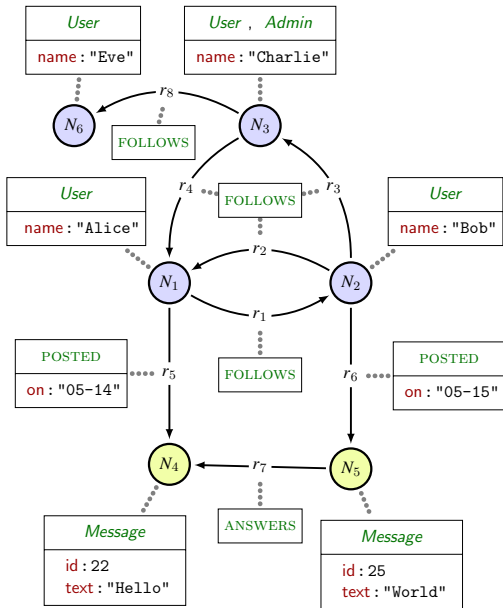 User
User , Admin
name : "Eve"
name : "Charlie"
r8
N6
N3
FOLLOWS
User
r4
FOLLOWS
r3
User
name : "Alice"
name : "Bob"
r2
N1
N2
r1
POSTED
FOLLOWS
POSTED
r5
r6
on : "05-14"
on : "05-15"
N4
r7
N5
Message
ANSWERS
Message
id : 22
text : "Hello"
id : 25
text : "World"